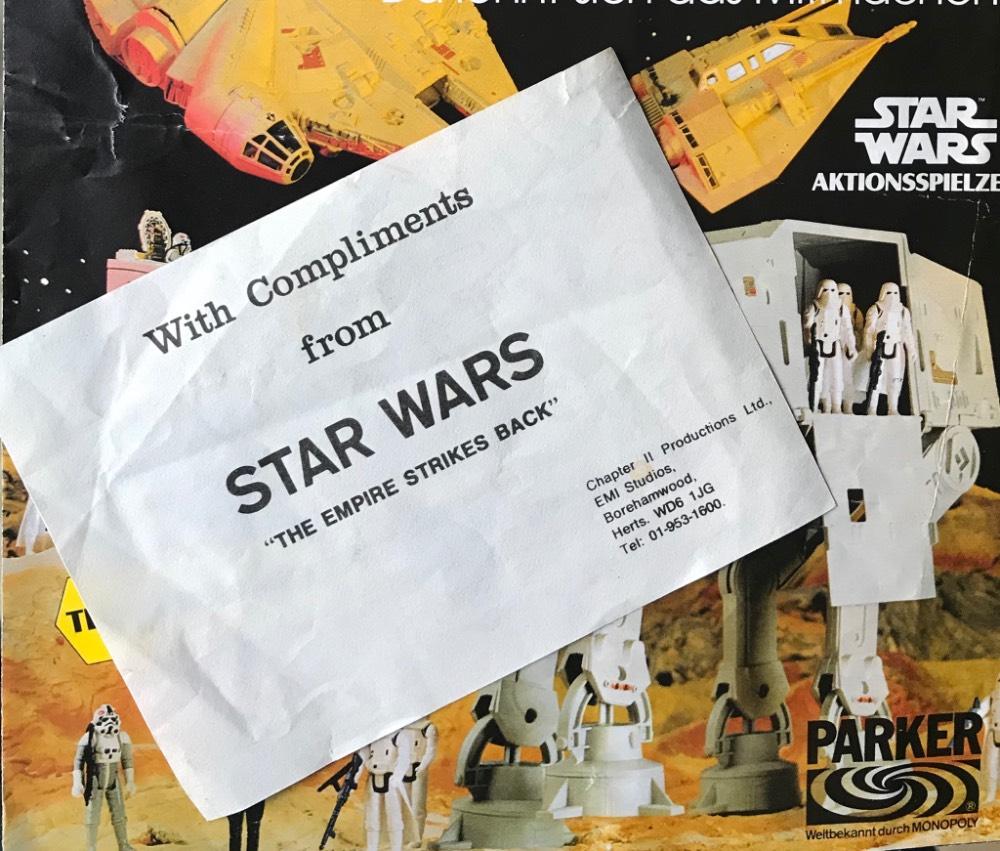 STAR
WARS
AKTIONSSPIELZE
With Compliments
from
STAR WARS
“THE EMPIRE STRIKES BACK”
Chapter II Productions Ltd.,
EMI Studios,
Borehamwood,
Herts. WD6 1JG
Tel: 01-953-1600.
PARKER
Weltbekannt durch MONOPOLY